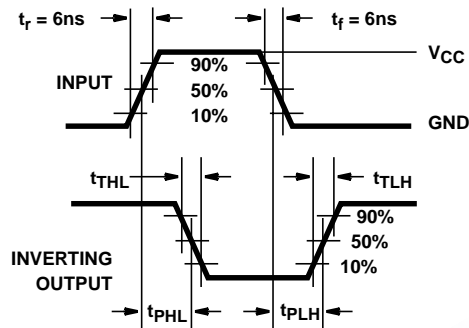 tr = 6ns
tf = 6ns
VCC
INPUT
90%
50%
10%
GND
tTHL
tTLH
90%
50%
10%
INVERTING
OUTPUT
tPHL
tPLH